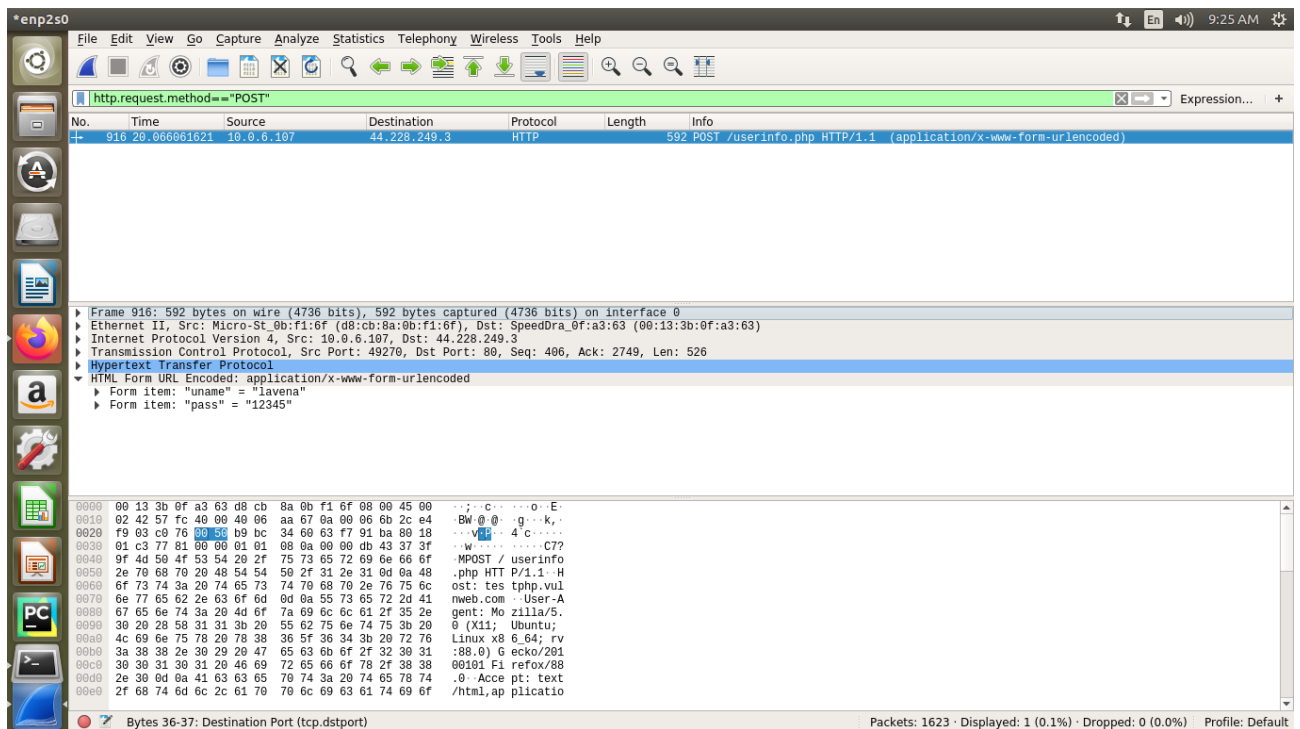 *enp2s0 En 9:25 AM
File Edit View Go Capture Analyze Statistics Telephony Wireless Tools Help
http.request.method=="POST" Expression... +
No. Time Source Destination Protocol Length Info
916 20.066061621 10.0.6.107 44.228.249.3 HTTP 592 POST /userinfo.php HTTP/1.1 (application/x-www-form-urlencoded)
Frame 916: 592 bytes on wire (4736 bits), 592 bytes captured (4736 bits) on interface 0
Ethernet II, Src: Micro-St_0b:f1:6f (d8:cb:8a:0b:f1:6f), Dst: SpeedDra_0f:a3:63 (00:13:3b:0f:a3:63)
Internet Protocol Version 4, Src: 10.0.6.107, Dst: 44.228.249.3
Transmission Control Protocol, Src Port: 49270, Dst Port: 80, Seq: 406, Ack: 2749, Len: 526
Hypertext Transfer Protocol
HTML Form URL Encoded: application/x-www-form-urlencoded
Form item: "uname" = "lavena"
Form item: "pass" = "12345"
0000 00 13 3b 0f a3 63 d8 cb 8a 0b f1 6f 08 00 45 00 ··;··c·· ···o··E·
0010 02 42 57 fc 40 00 40 06 aa 67 0a 00 06 6b 2c e4 ·BW·@·@· ·g···k,·
0020 f9 03 c0 76 00 50 b9 bc 34 60 63 f7 91 ba 80 18 ···v·P·· 4`c·····
0030 01 c3 77 81 00 00 01 01 08 0a 00 00 db 43 37 3f ··w····· ·····C7?
0040 9f 4d 50 4f 53 54 20 2f 75 73 65 72 69 6e 66 6f ·MPOST / userinfo
0050 2e 70 68 70 20 48 54 54 50 2f 31 2e 31 0d 0a 48 .php HTT P/1.1··H
0060 6f 73 74 3a 20 74 65 73 74 70 68 70 2e 76 75 6c ost: tes tphp.vul
0070 6e 77 65 62 2e 63 6f 6d 0d 0a 55 73 65 72 2d 41 nweb.com ··User-A
0080 67 65 6e 74 3a 20 4d 6f 7a 69 6c 6c 61 2f 35 2e gent: Mo zilla/5.
0090 30 20 28 58 31 31 3b 20 55 62 75 6e 74 75 3b 20 0 (X11; Ubuntu;
00a0 4c 69 6e 75 78 20 78 38 36 5f 36 34 3b 20 72 76 Linux x8 6_64; rv
00b0 3a 38 38 2e 30 29 20 47 65 63 6b 6f 2f 32 30 31 :88.0) G ecko/201
00c0 30 30 31 30 31 20 46 69 72 65 66 6f 78 2f 38 38 00101 Fi refox/88
00d0 2e 30 0d 0a 41 63 63 65 70 74 3a 20 74 65 78 74 .0··Acce pt: text
00e0 2f 68 74 6d 6c 2c 61 70 70 6c 69 63 61 74 69 6f /html,ap plicatio
Bytes 36-37: Destination Port (tcp.dstport) Packets: 1623 · Displayed: 1 (0.1%) · Dropped: 0 (0.0%) Profile: Default